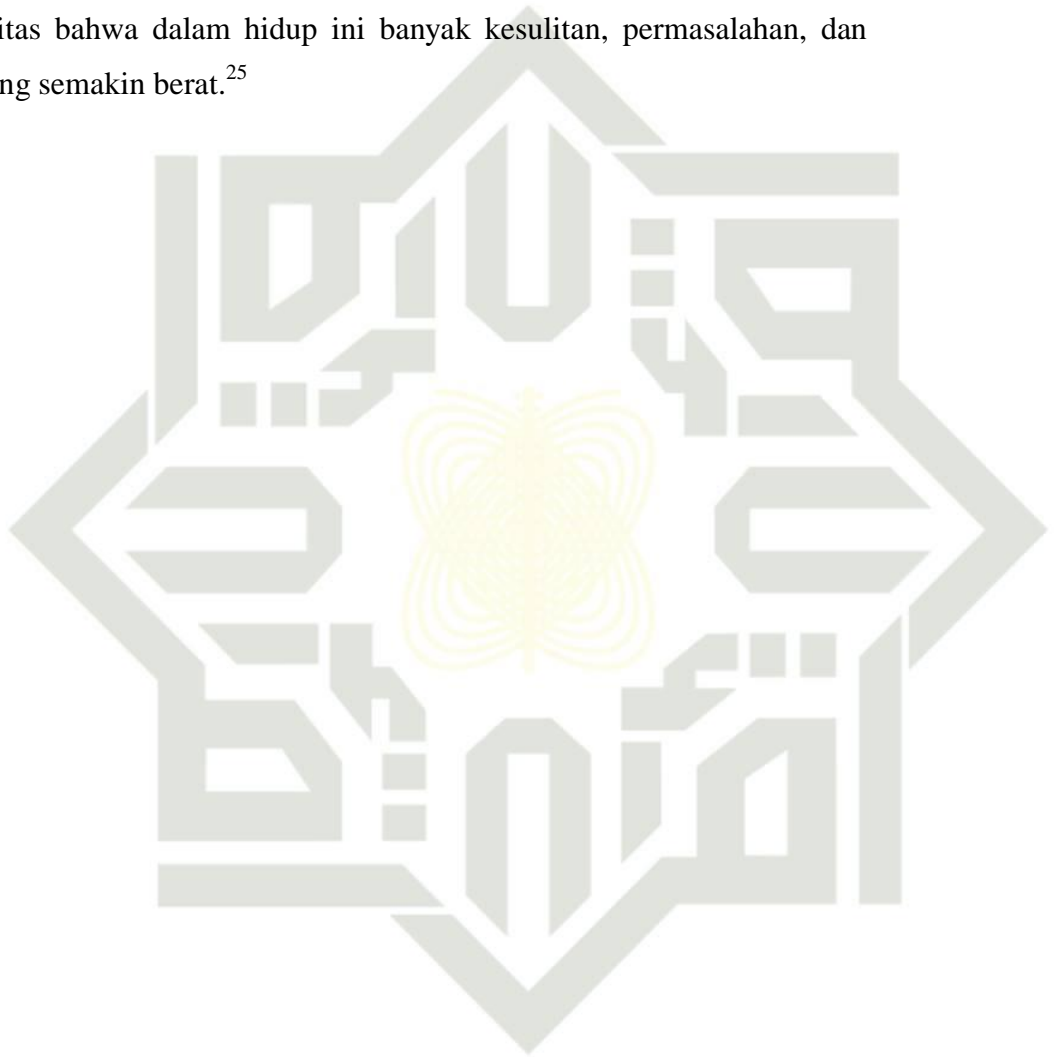 itas bahwa dalam hidup ini banyak kesulitan, permasalahan, dan
ng semakin berat.25